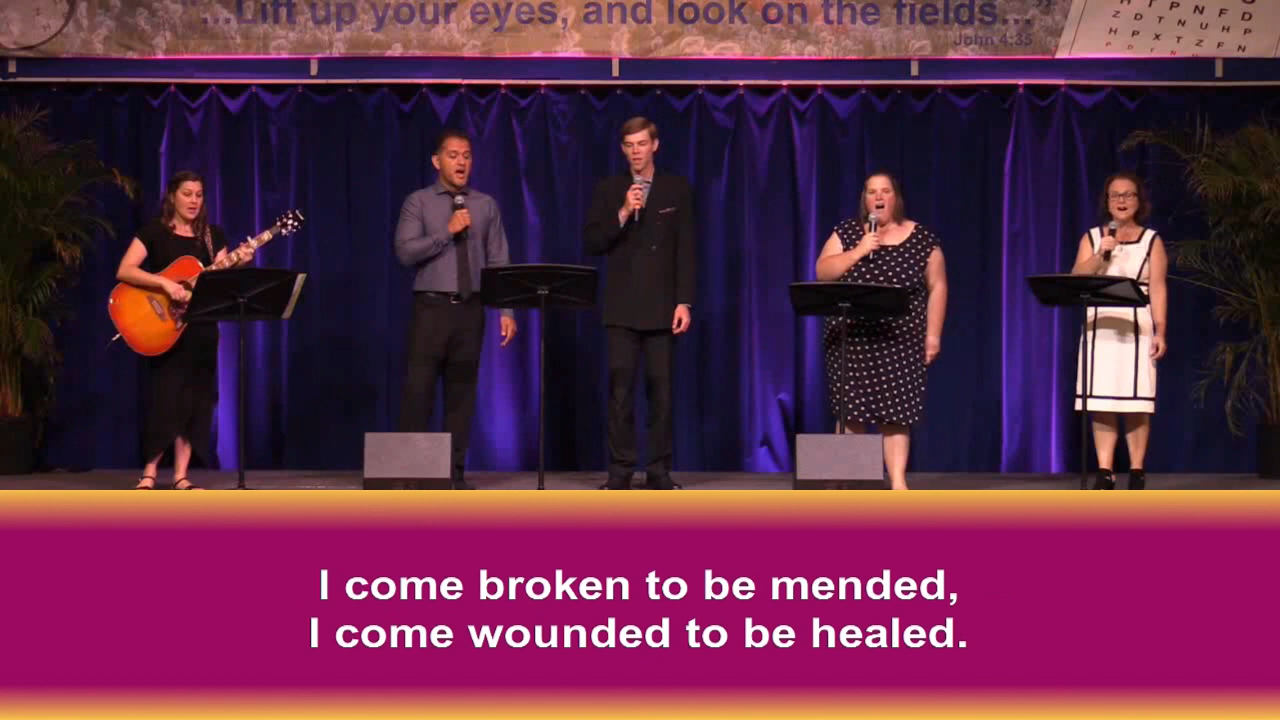 "...Lift up your eyes, and look on the fields..."
John 4:35
Z D T N U H P
H P X T Z F N
I come broken to be mended,
I come wounded to be healed.